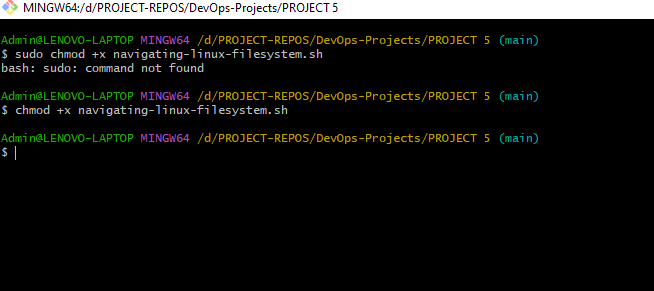 MINGW64:/d/PROJECT-REPOS/DevOps-Projects/PROJECT 5
Admin@LENOVO-LAPTOP MINGW64 /d/PROJECT-REPOS/DevOps-Projects/PROJECT 5 (main)
$ sudo chmod +x navigating-linux-filesystem.sh
bash: sudo: command not found
Admin@LENOVO-LAPTOP MINGW64 /d/PROJECT-REPOS/DevOps-Projects/PROJECT 5 (main)
$ chmod +x navigating-linux-filesystem.sh
Admin@LENOVO-LAPTOP MINGW64 /d/PROJECT-REPOS/DevOps-Projects/PROJECT 5 (main)
$